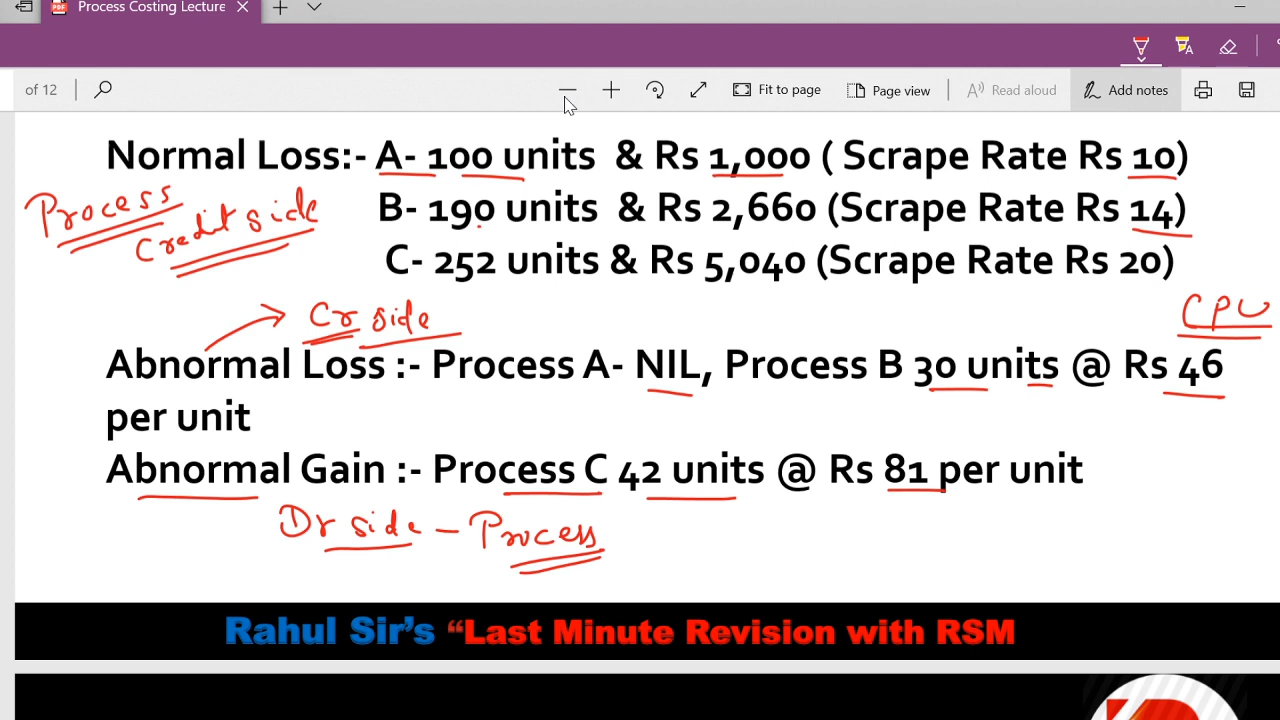 Process Costing Lecture
of 12
Fit to page
Page view
Read aloud
Add notes
Normal Loss:- A- 100 units & Rs 1,000 ( Scrape Rate Rs 10)
Process
Credit side
B- 190 units & Rs 2,660 (Scrape Rate Rs 14)
C- 252 units & Rs 5,040 (Scrape Rate Rs 20)
Cr side
CPU
Abnormal Loss :- Process A- NIL, Process B 30 units @ Rs 46
per unit
Abnormal Gain :- Process C 42 units @ Rs 81 per unit
Dr side - Process
Rahul Sir's "Last Minute Revision with RSM